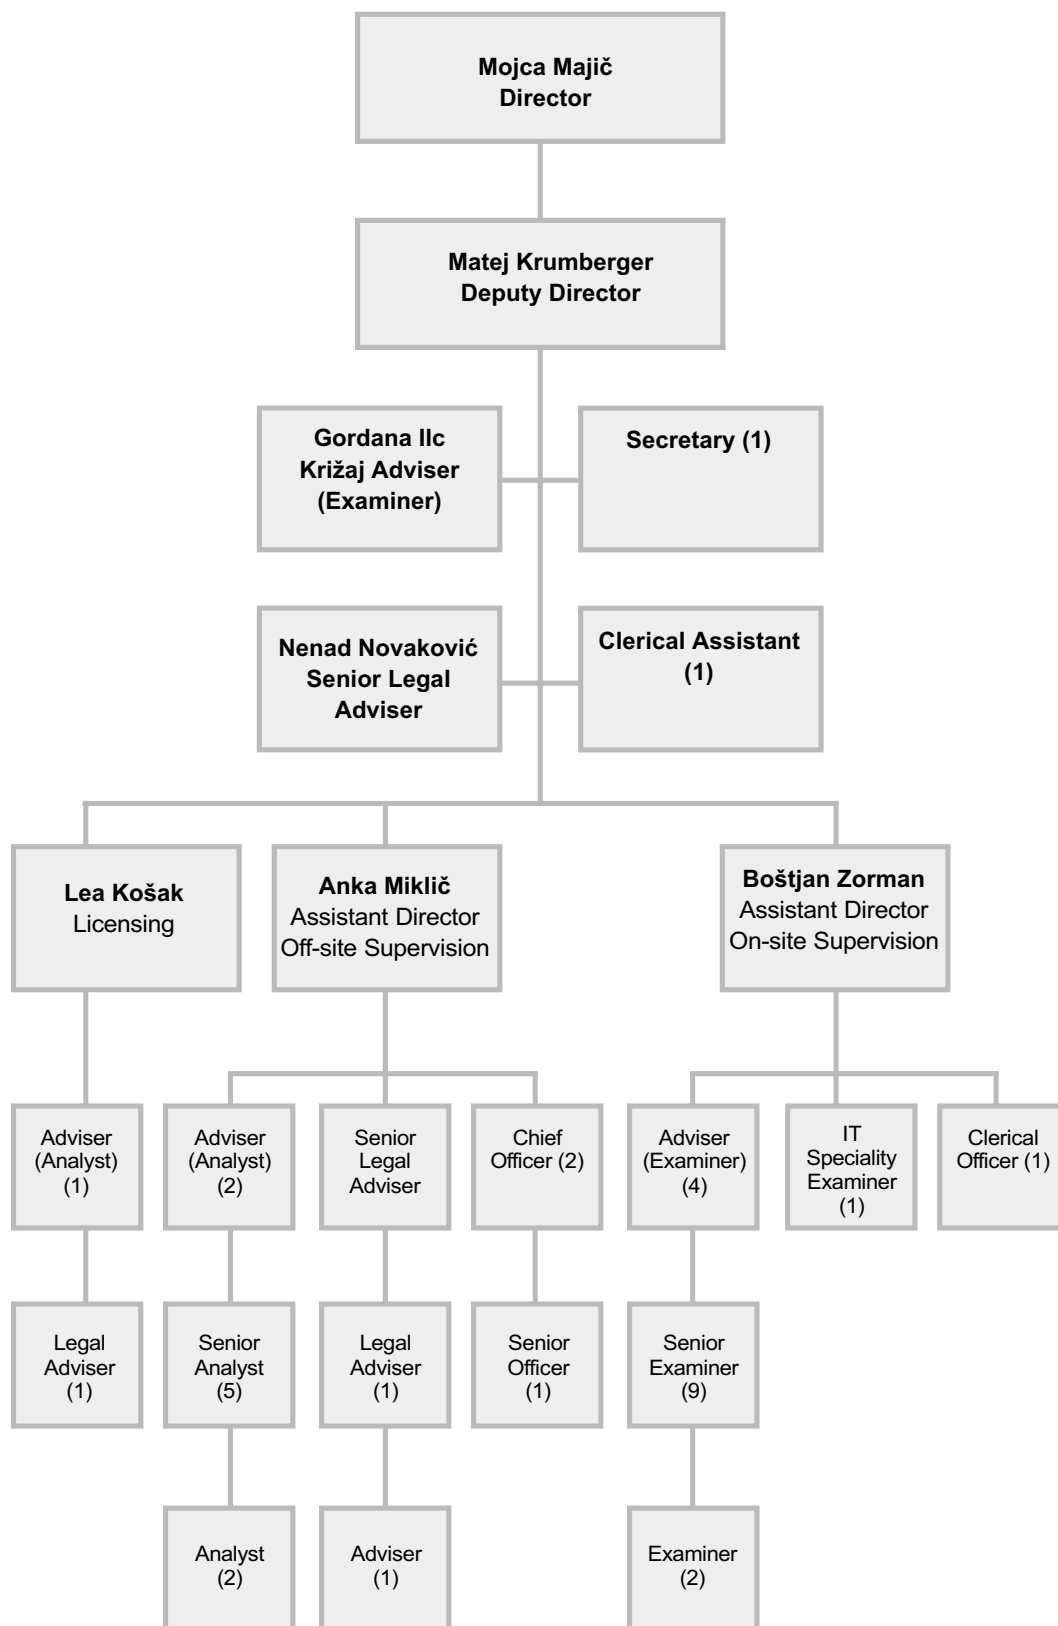 Mojca Majič
Director
Matej Krumberger
Deputy Director
Gordana Ilc
Križaj Adviser
(Examiner)
Secretary (1)
Nenad Novaković
Senior Legal
Adviser
Clerical Assistant
(1)
Lea Košak
Licensing
Anka Miklič
Assistant Director
Off-site Supervision
Boštjan Zorman
Assistant Director
On-site Supervision
Adviser
(Analyst)
(1)
Adviser
(Analyst)
(2)
Senior
Legal
Adviser
Chief
Officer (2)
Adviser
(Examiner)
(4)
IT
Speciality
Examiner
(1)
Clerical
Officer (1)
Legal
Adviser
(1)
Senior
Analyst
(5)
Legal
Adviser
(1)
Senior
Officer
(1)
Senior
Examiner
(9)
Analyst
(2)
Adviser
(1)
Examiner
(2)